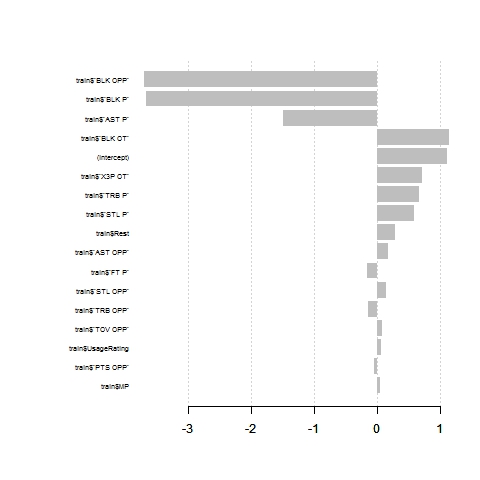 train$`BLK OPP`
train$`BLK P`
train$`AST P`
train$`BLK OT`
(Intercept)
train$`X3P OT`
train$`TRB P`
train$`STL P`
train$Rest
train$`AST OPP`
train$`FT P`
train$`STL OPP`
train$`TRB OPP`
train$`TOV OPP`
train$UsageRating
train$`PTS OPP`
train$MP
-3 -2 -1 0 1